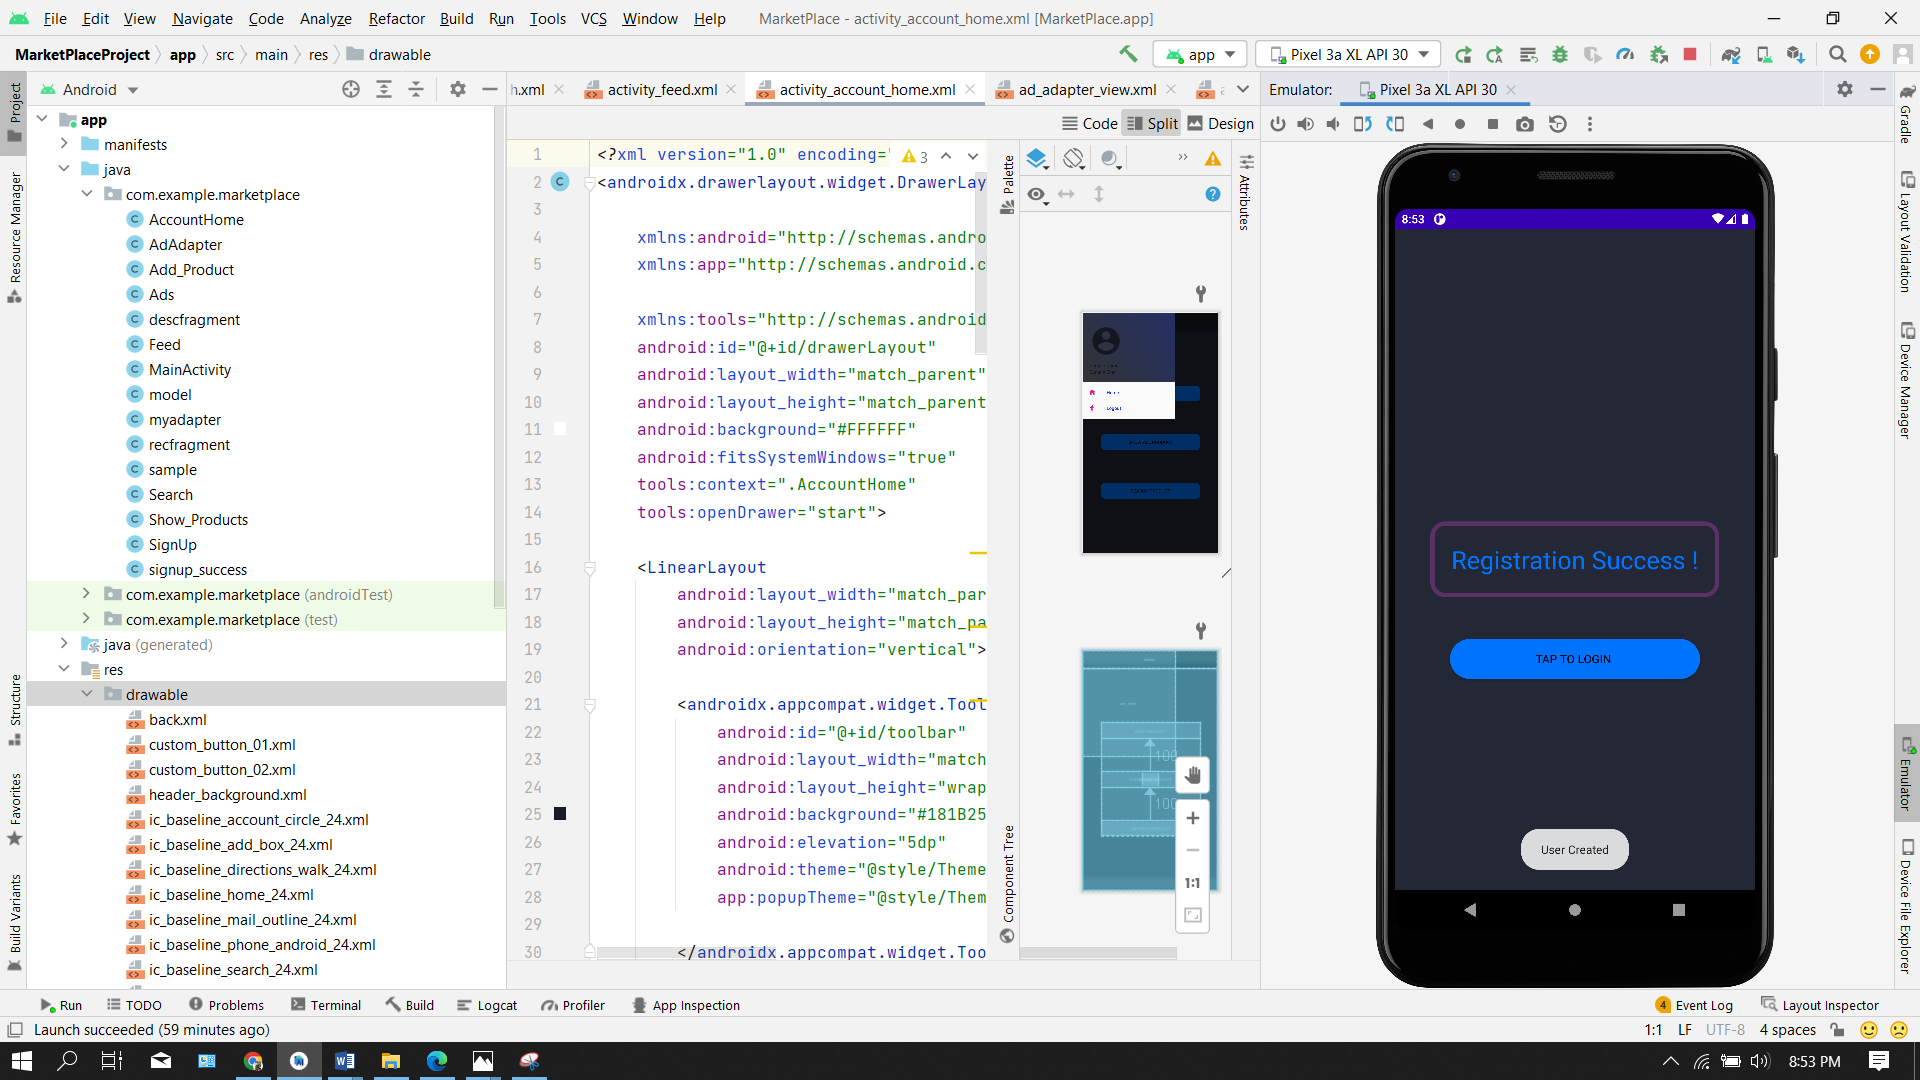 File Edit View Navigate Code Analyze Refactor Build Run Tools VCS Window Help MarketPlace - activity_account_home.xml [MarketPlace.app]
MarketPlaceProject app src main res drawable app Pixel 3a XL API 30
Android h.xml activity_feed.xml activity_account_home.xml ad_adapter_view.xml Emulator: Pixel 3a XL API 30
Code Split Design
Project
Resource Manager
Structure
Favorites
Build Variants
app
manifests
java
com.example.marketplace
AccountHome
AdAdapter
Add_Product
Ads
descfragment
Feed
MainActivity
model
myadapter
recfragment
sample
Search
Show_Products
SignUp
signup_success
com.example.marketplace (androidTest)
com.example.marketplace (test)
java (generated)
res
drawable
back.xml
custom_button_01.xml
custom_button_02.xml
header_background.xml
ic_baseline_account_circle_24.xml
ic_baseline_add_box_24.xml
ic_baseline_directions_walk_24.xml
ic_baseline_home_24.xml
ic_baseline_mail_outline_24.xml
ic_baseline_phone_android_24.xml
ic_baseline_search_24.xml
1 <?xml version="1.0" encoding=" 3
2 <androidx.drawerlayout.widget.DrawerLay
3
4 xmlns:android="http://schemas.andro
5 xmlns:app="http://schemas.android.c
6
7 xmlns:tools="http://schemas.android
8 android:id="@+id/drawerLayout"
9 android:layout_width="match_parent"
10 android:layout_height="match_parent
11 android:background="#FFFFFF"
12 android:fitsSystemWindows="true"
13 tools:context=".AccountHome"
14 tools:openDrawer="start">
15
16 <LinearLayout
17 android:layout_width="match_par
18 android:layout_height="match_pa
19 android:orientation="vertical">
20
21 <androidx.appcompat.widget.Tool
22 android:id="@+id/toolbar"
23 android:layout_width="match
24 android:layout_height="wrap
25 android:background="#181B25
26 android:elevation="5dp"
27 android:theme="@style/Theme
28 app:popupTheme="@style/Them
29
30 </androidx.appcompat.widget.Too
Palette
Component Tree
Attributes
Home
Logout
100
100
1:1
8:53
Registration Success !
TAP TO LOGIN
User Created
Gradle
Layout Validation
Device Manager
Emulator
Device File Explorer
Run TODO Problems Terminal Build Logcat Profiler App Inspection 4 Event Log Layout Inspector
Launch succeeded (59 minutes ago) 1:1 LF UTF-8 4 spaces
8:53 PM